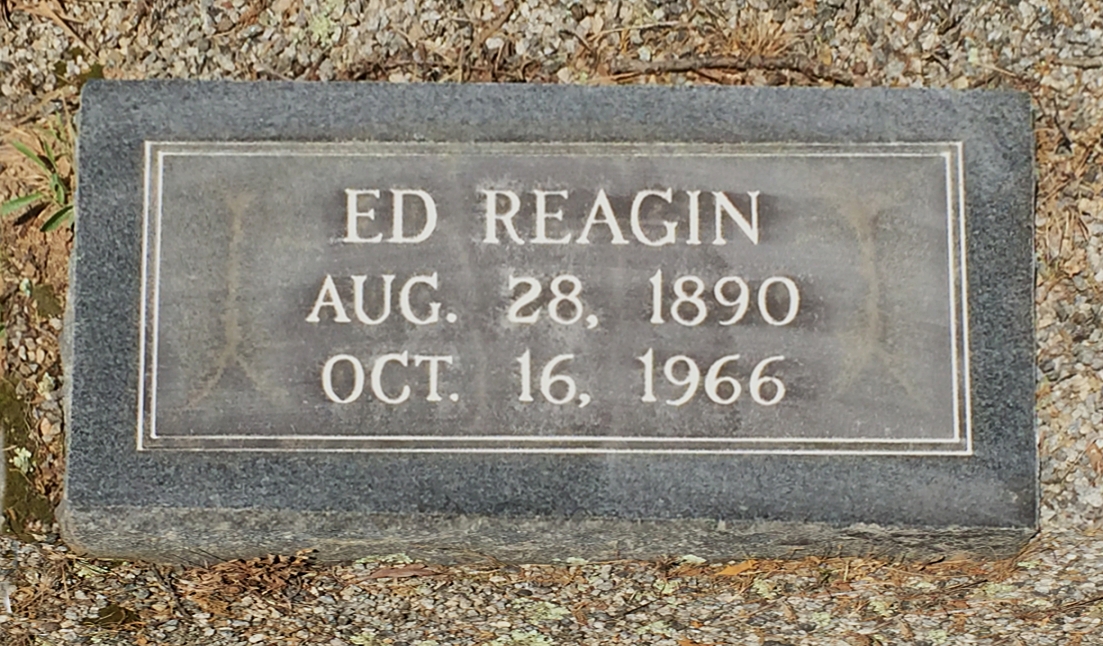 ED REAGIN
AUG. 28, 1890
OCT. 16, 1966